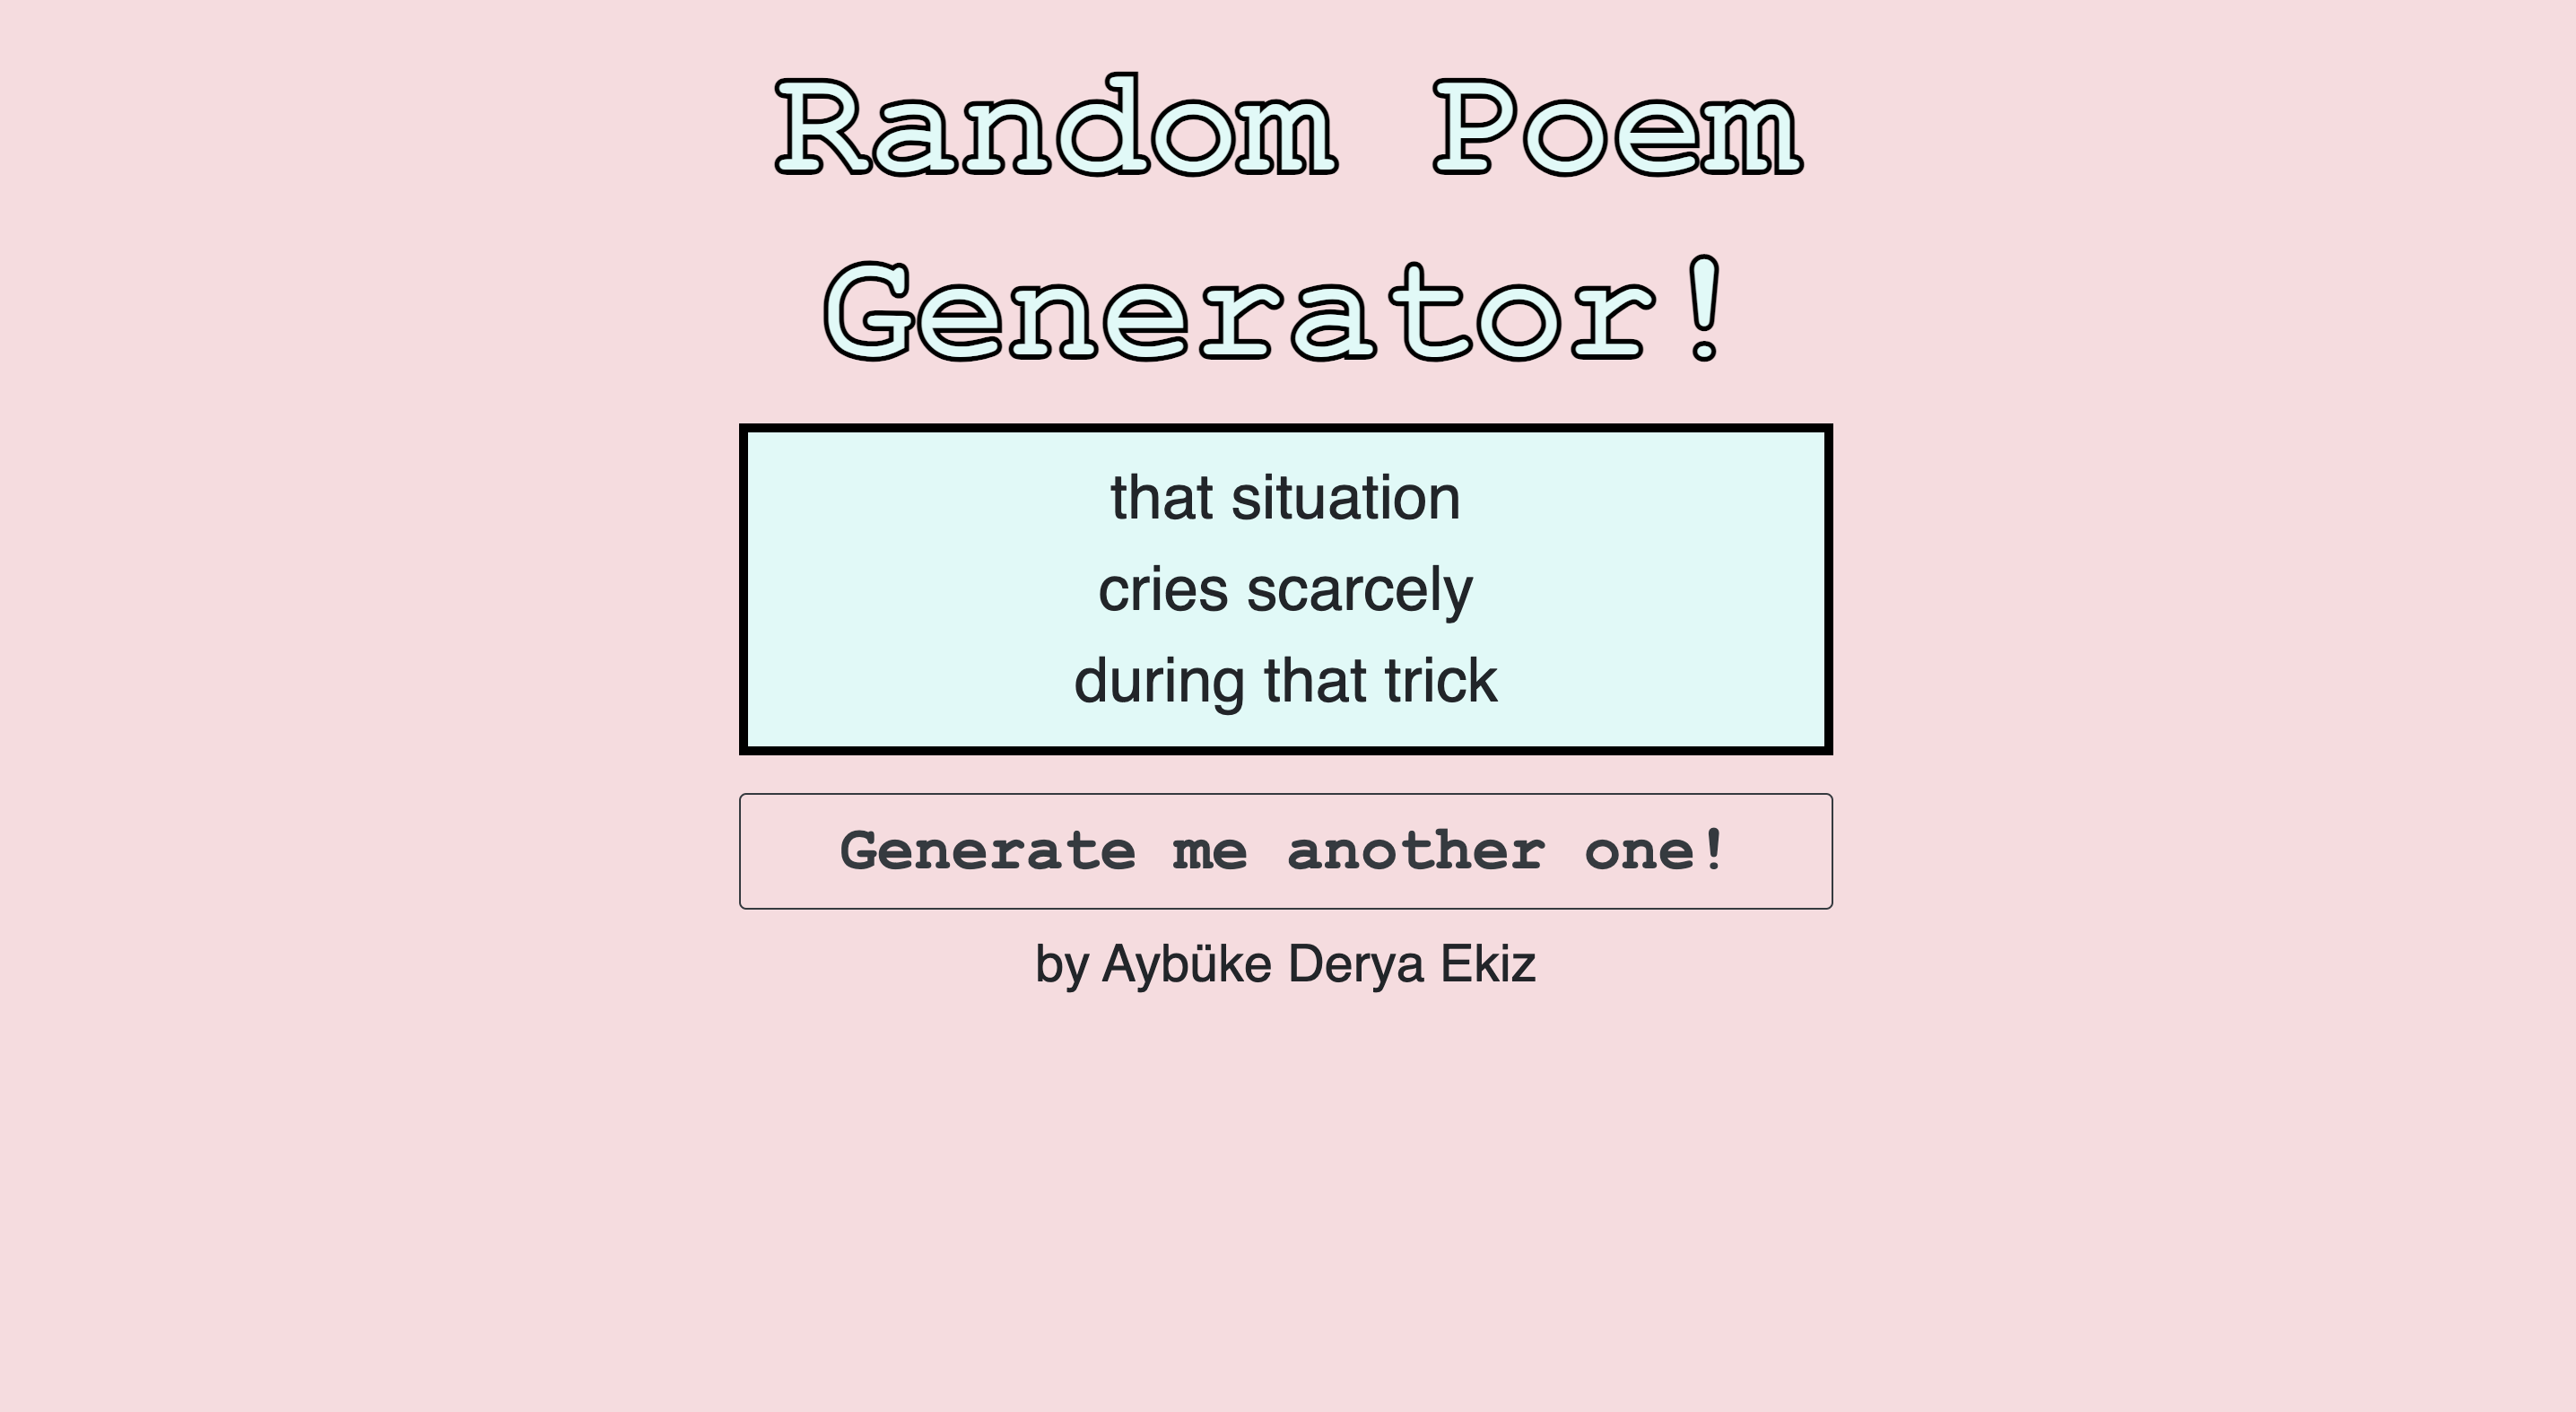 Random Poem
Generator!
that situation
cries scarcely
during that trick
Generate me another one!
by Aybüke Derya Ekiz